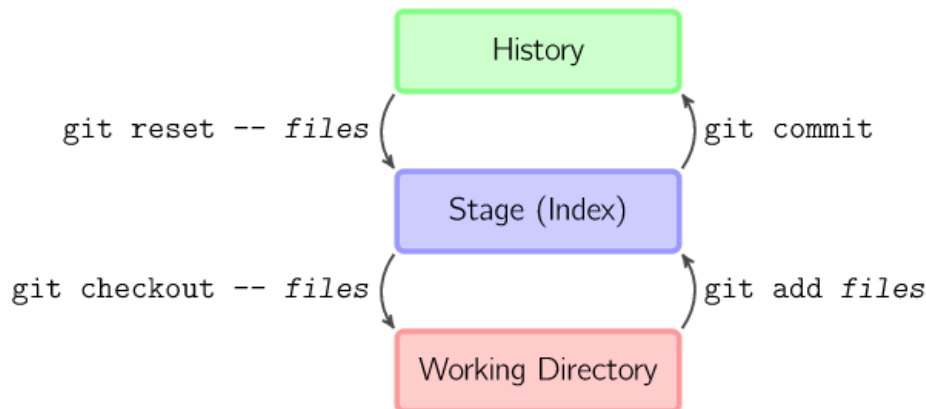 History
git reset -- files
git commit
Stage (Index)
git checkout -- files
git add files
Working Directory